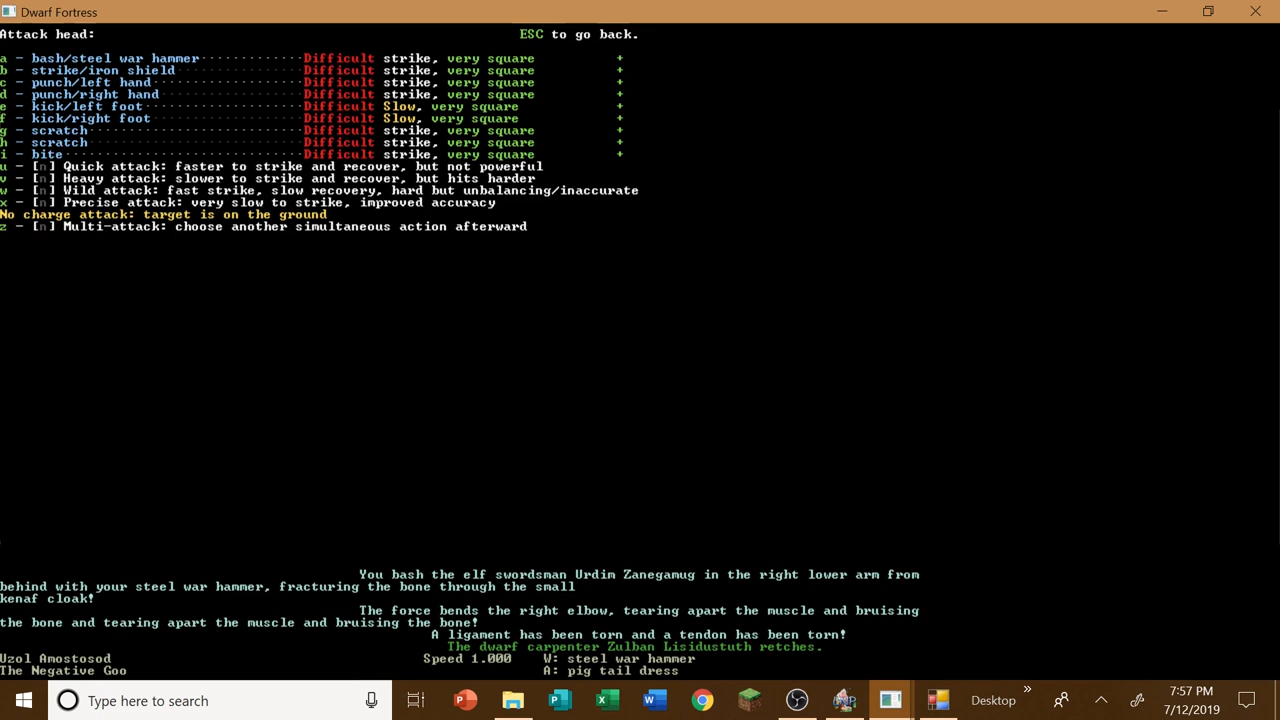 Dwarf Fortress
Attack head: ESC to go back.
a - bash/steel war hammer Difficult strike, very square +
b - strike/iron shield Difficult strike, very square +
c - punch/left hand Difficult strike, very square +
d - punch/right hand Difficult strike, very square +
e - kick/left foot Difficult Slow, very square +
f - kick/right foot Difficult Slow, very square +
g - scratch Difficult strike, very square +
h - scratch Difficult strike, very square +
i - bite Difficult strike, very square +
u - [n] Quick attack: faster to strike and recover, but not powerful
v - [n] Heavy attack: slower to strike and recover, but hits harder
w - [n] Wild attack: fast strike, slow recovery, hard but unbalancing/inaccurate
x - [n] Precise attack: very slow to strike, improved accuracy
No charge attack: target is on the ground
z - [n] Multi-attack: choose another simultaneous action afterward
You bash the elf swordsman Urdim Zanegamug in the right lower arm from
behind with your steel war hammer, fracturing the bone through the small
kenaf cloak!
The force bends the right elbow, tearing apart the muscle and bruising
the bone and tearing apart the muscle and bruising the bone!
A ligament has been torn and a tendon has been torn!
The dwarf carpenter Zulban Lisidustuth retches.
Uzol Amostosod Speed 1.000 W: steel war hammer
The Negative Goo A: pig tail dress
Type here to search
Desktop
7:57 PM
7/12/2019